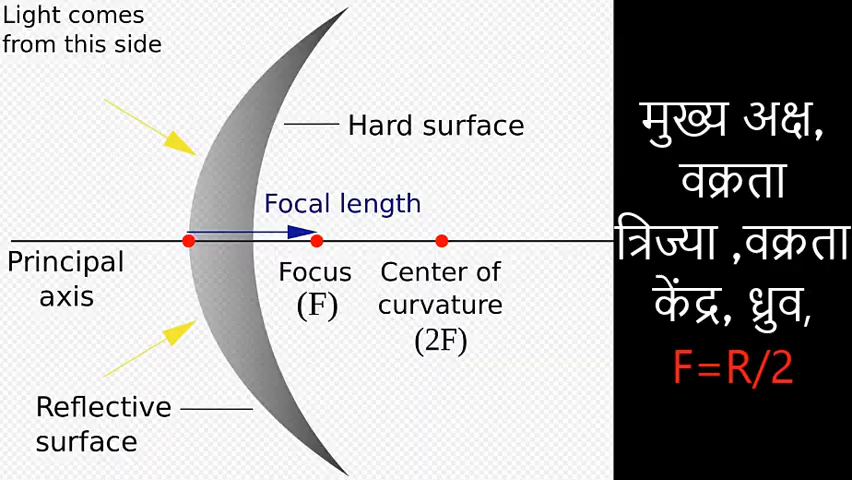 Light comes
from this side
Hard surface
Focal length
Principal
axis
Focus
(F)
Center of
curvature
(2F)
Reflective
surface
मुख्य अक्ष,
वक्रता
त्रिज्या ,वक्रता
केंद्र, ध्रुव,
F=R/2